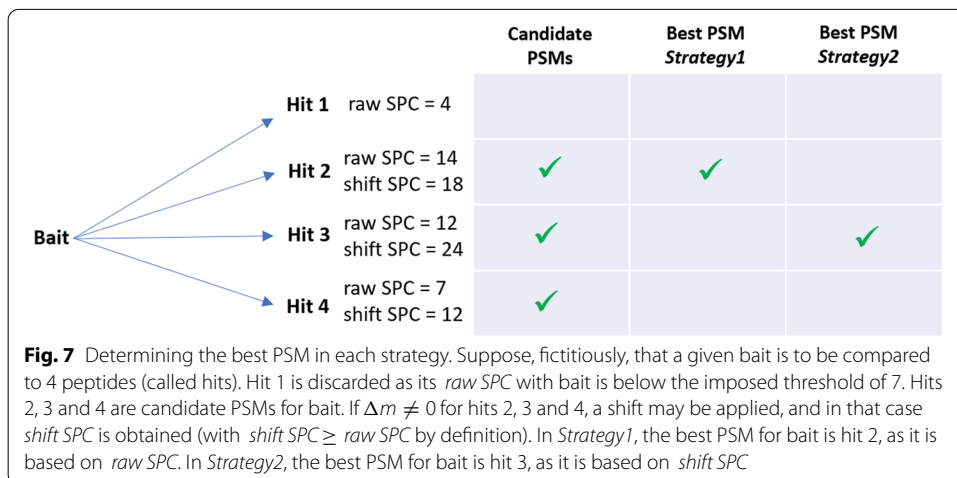 Candidate PSMs
Best PSM Strategy1
Best PSM Strategy2
Hit 1 raw SPC = 4
Hit 2 raw SPC = 14
shift SPC = 18
Bait
Hit 3 raw SPC = 12
shift SPC = 24
Hit 4 raw SPC = 7
shift SPC = 12
Fig. 7 Determining the best PSM in each strategy. Suppose, fictitiously, that a given bait is to be compared
to 4 peptides (called hits). Hit 1 is discarded as its raw SPC with bait is below the imposed threshold of 7. Hits
2, 3 and 4 are candidate PSMs for bait. If Δm ≠ 0 for hits 2, 3 and 4, a shift may be applied, and in that case
shift SPC is obtained (with shift SPC ≥ raw SPC by definition). In Strategy1, the best PSM for bait is hit 2, as it is
based on raw SPC. In Strategy2, the best PSM for bait is hit 3, as it is based on shift SPC